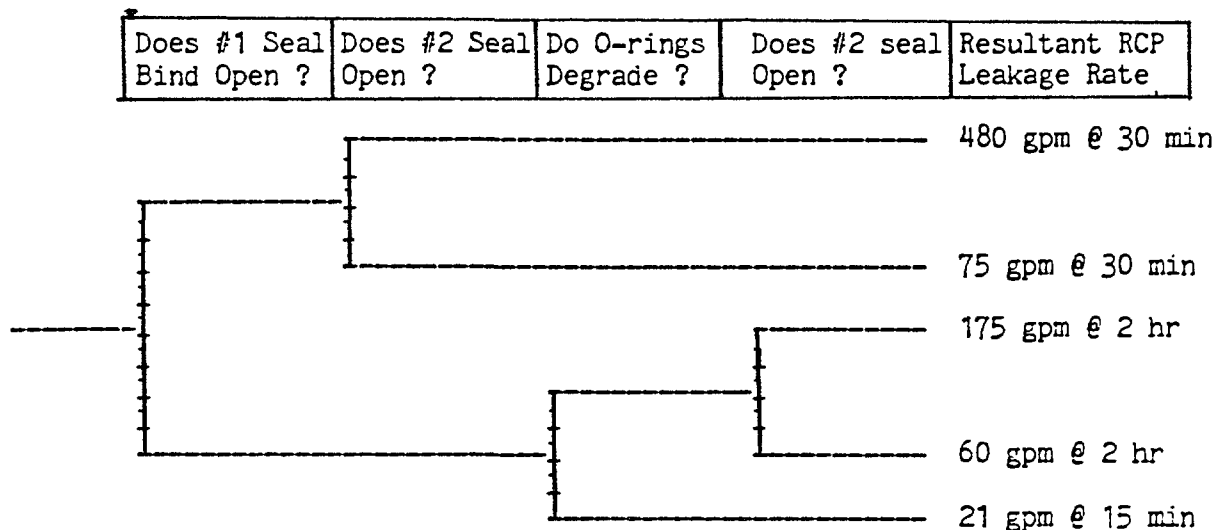 Does #1 Seal Bind Open ?
Does #2 Seal Open ?
Do O-rings Degrade ?
Does #2 seal Open ?
Resultant RCP Leakage Rate
480 gpm @ 30 min
75 gpm @ 30 min
175 gpm @ 2 hr
60 gpm @ 2 hr
21 gpm @ 15 min